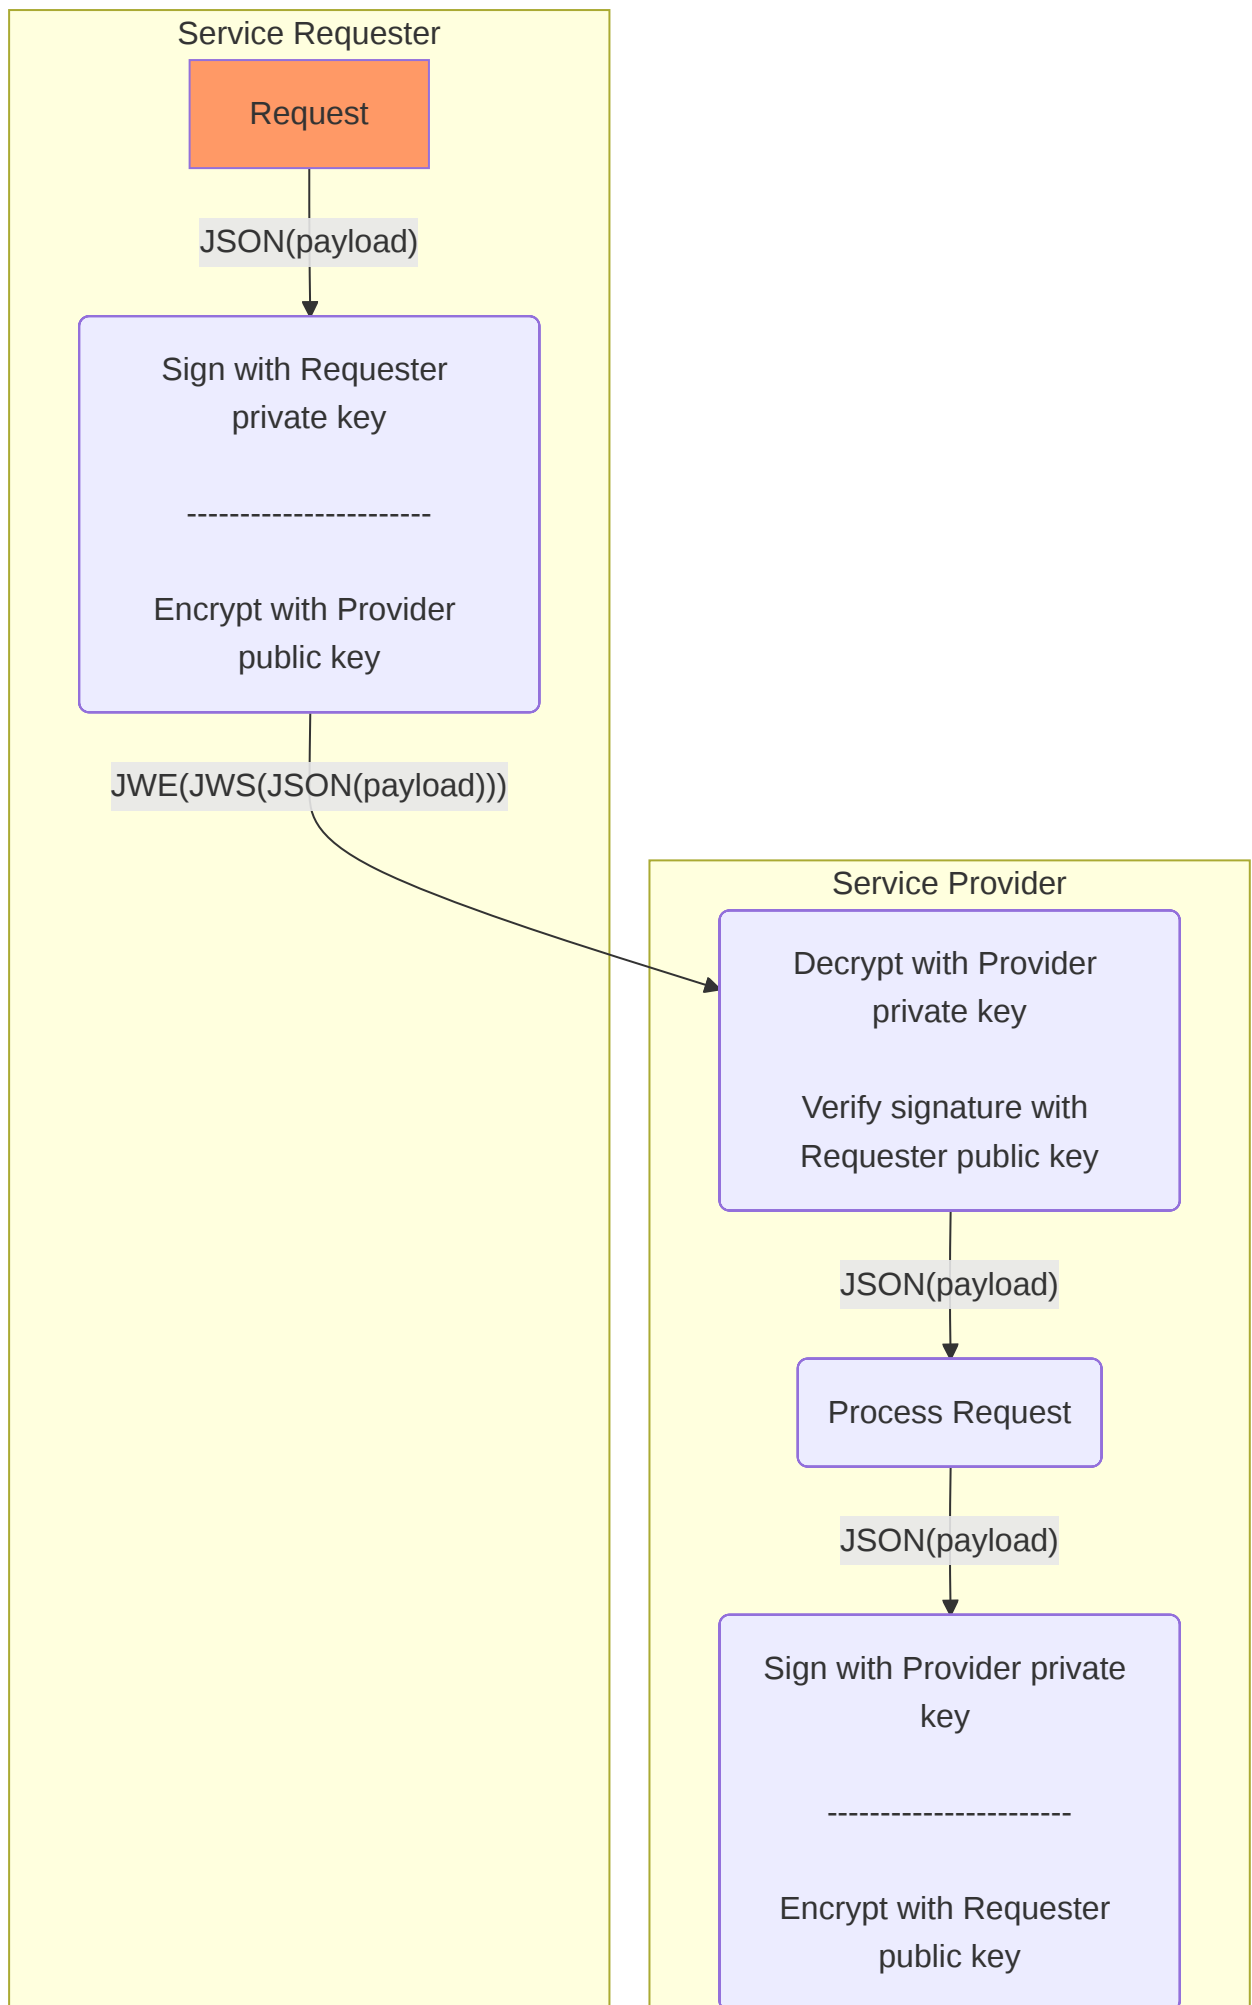 Service Requester
Request
JSON(payload)
Sign with Requester
private key
-----------------------
Encrypt with Provider
public key
JWE(JWS(JSON(payload)))
Service Provider
Decrypt with Provider
private key
Verify signature with
Requester public key
JSON(payload)
Process Request
JSON(payload)
Sign with Provider private
key
-----------------------
Encrypt with Requester
public key